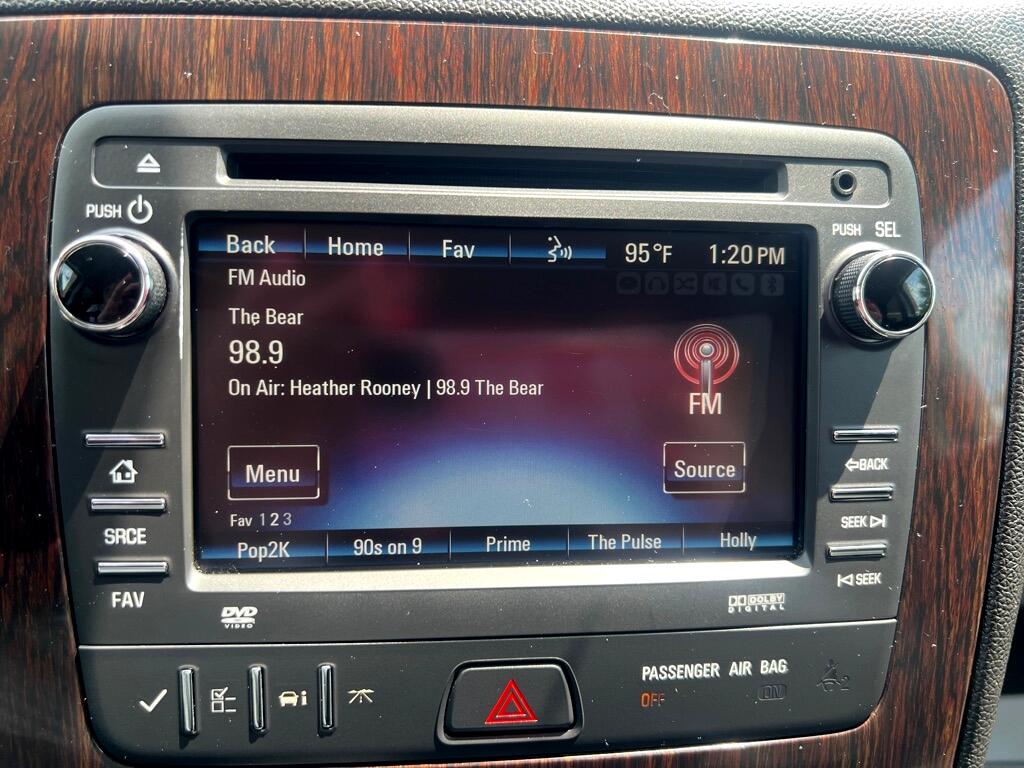 PUSH
PUSH SEL
Back Home Fav 95°F 1:20 PM
FM Audio
The Bear
98.9
On Air: Heather Rooney | 98.9 The Bear
FM
Menu
Source
Fav 1 2 3
Pop2K 90s on 9 Prime The Pulse Holly
SRCE
FAV
BACK
SEEK
SEEK
DVD
VIDEO
DOLBY
DIGITAL
PASSENGER AIR BAG
OFF ON
2